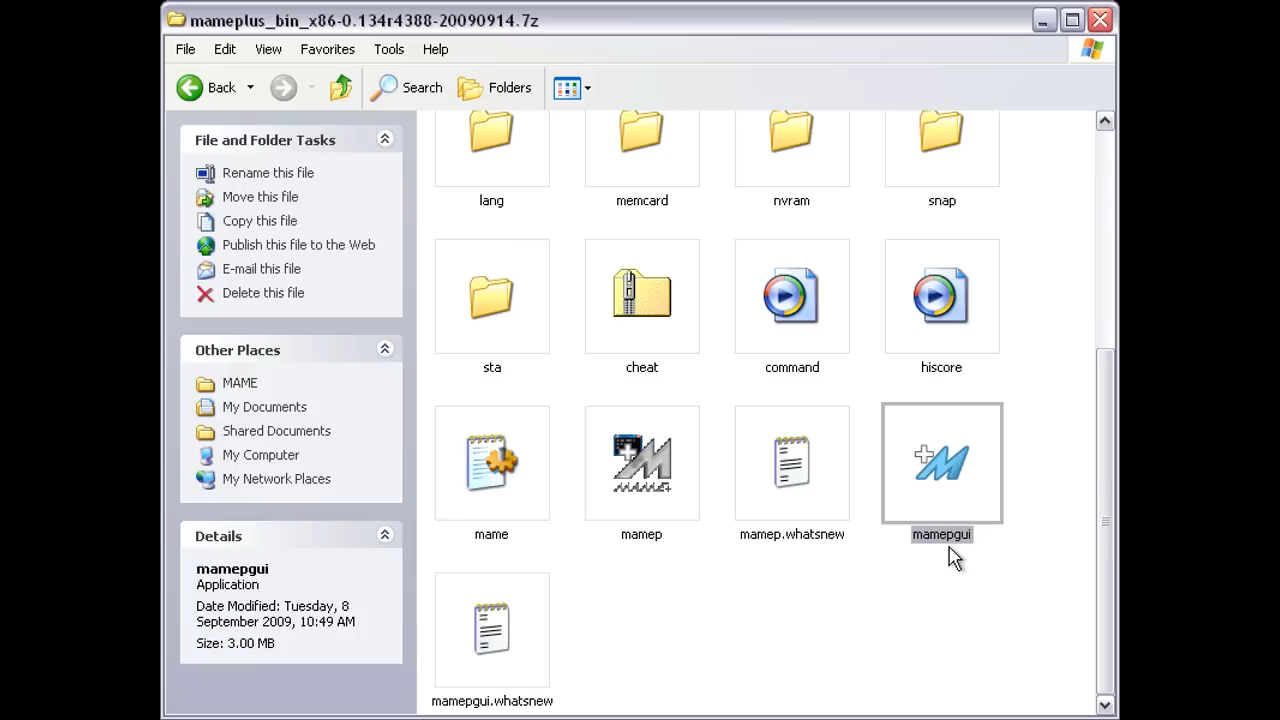 mameplus_bin_x86-0.134r4388-20090914.7z
File Edit View Favorites Tools Help
Back Search Folders
File and Folder Tasks
Rename this file
Move this file
Copy this file
Publish this file to the Web
E-mail this file
Delete this file
Other Places
MAME
My Documents
Shared Documents
My Computer
My Network Places
Details
mamepgui
Application
Date Modified: Tuesday, 8
September 2009, 10:49 AM
Size: 3.00 MB
lang memcard nvram snap
sta cheat command hiscore
mame mamep mamep.whatsnew mamepgui
mamepgui.whatsnew